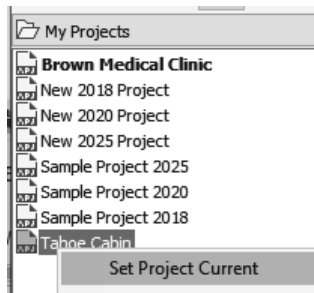 My Projects
Brown Medical Clinic
New 2018 Project
New 2020 Project
New 2025 Project
Sample Project 2025
Sample Project 2020
Sample Project 2018
Tahoe Cabin
Set Project Current